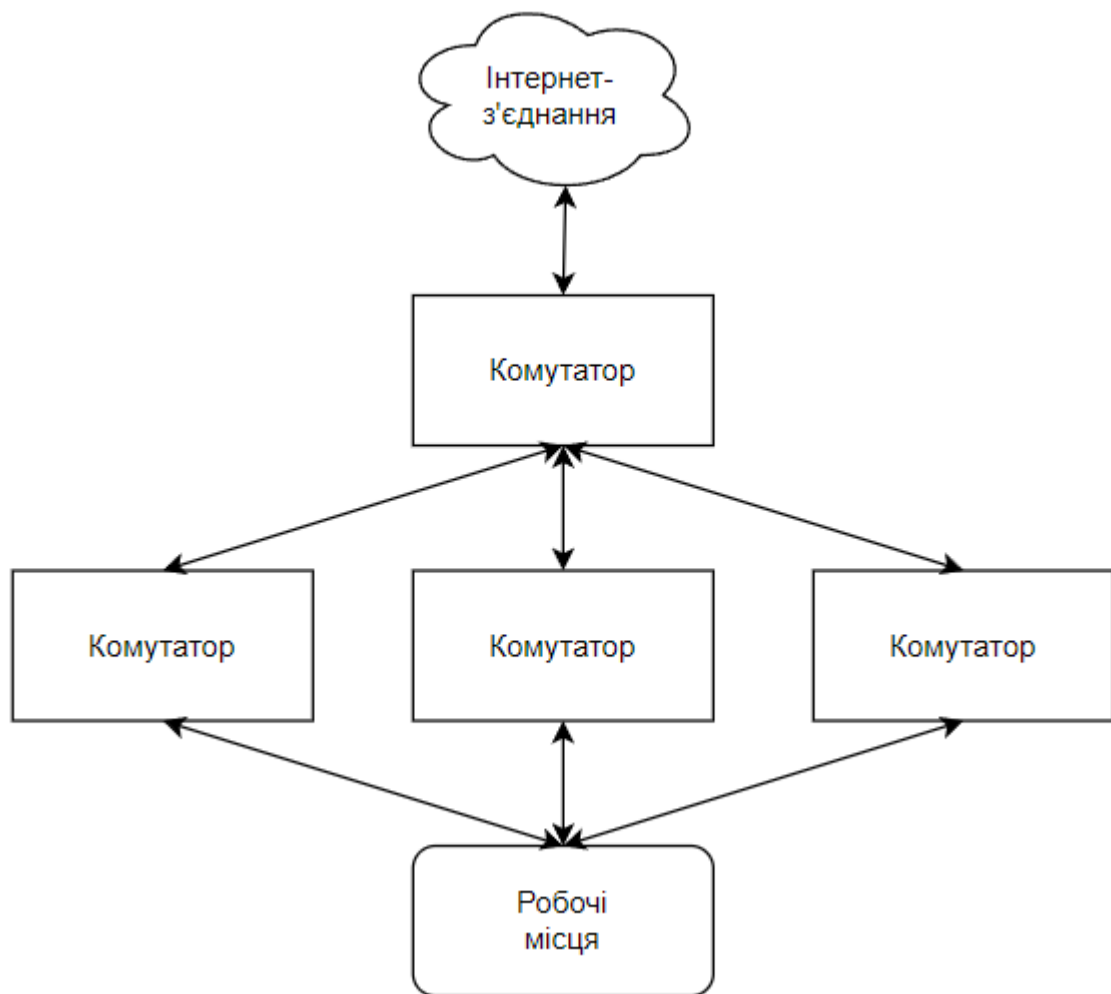 Інтернет-
з'єднання
Комутатор
Комутатор
Комутатор
Комутатор
Робочі
місця